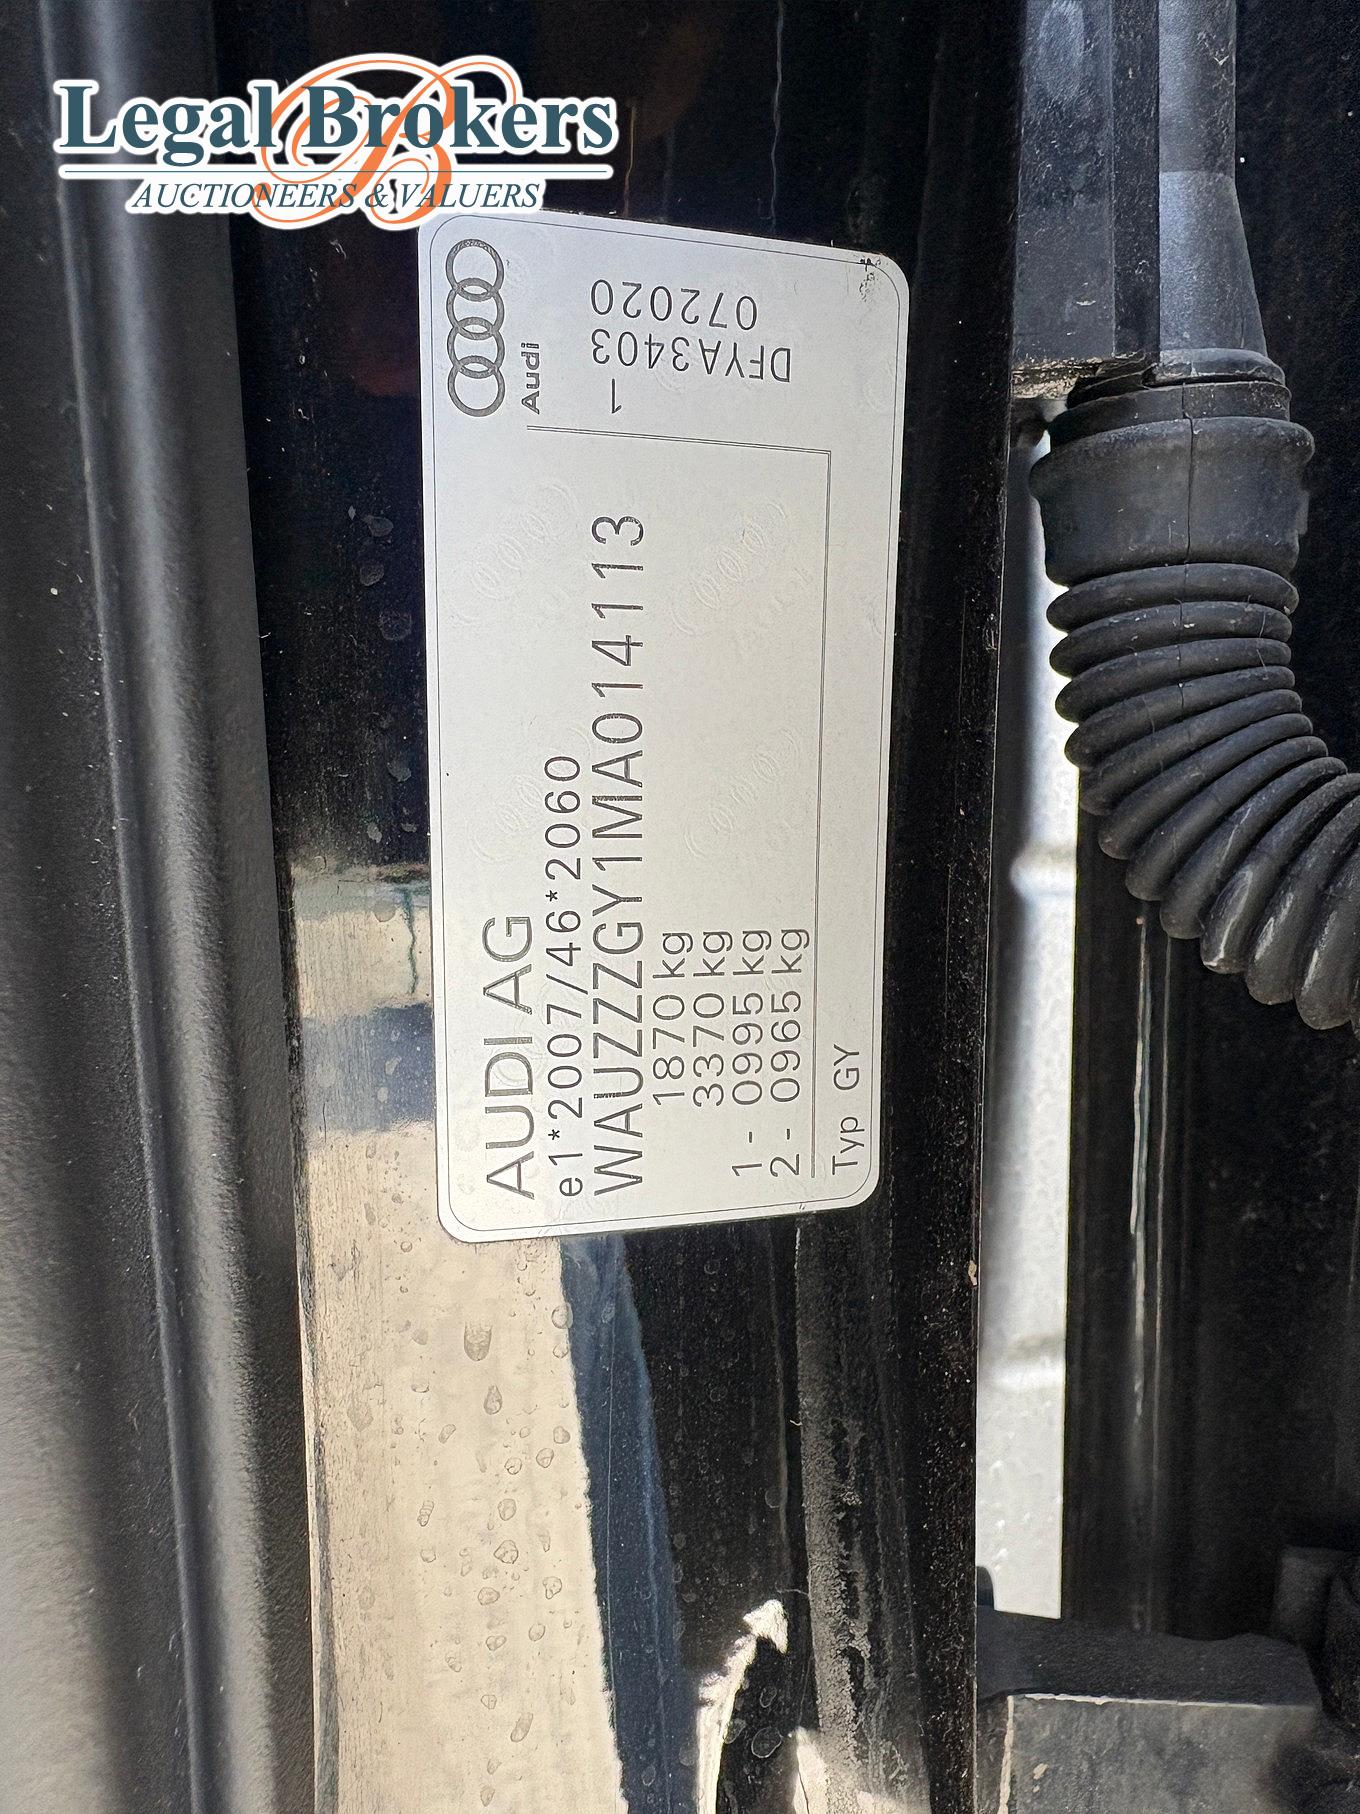 Legal Brokers
AUCTIONEERS & VALUERS
AUDI AG
e1*2007/46*2060
WAUZZZGY1MA014113
1870 kg
3370 kg
1 - 0995 kg
2 - 0965 kg
Typ GY
Audi
1
DFYA3403
072020